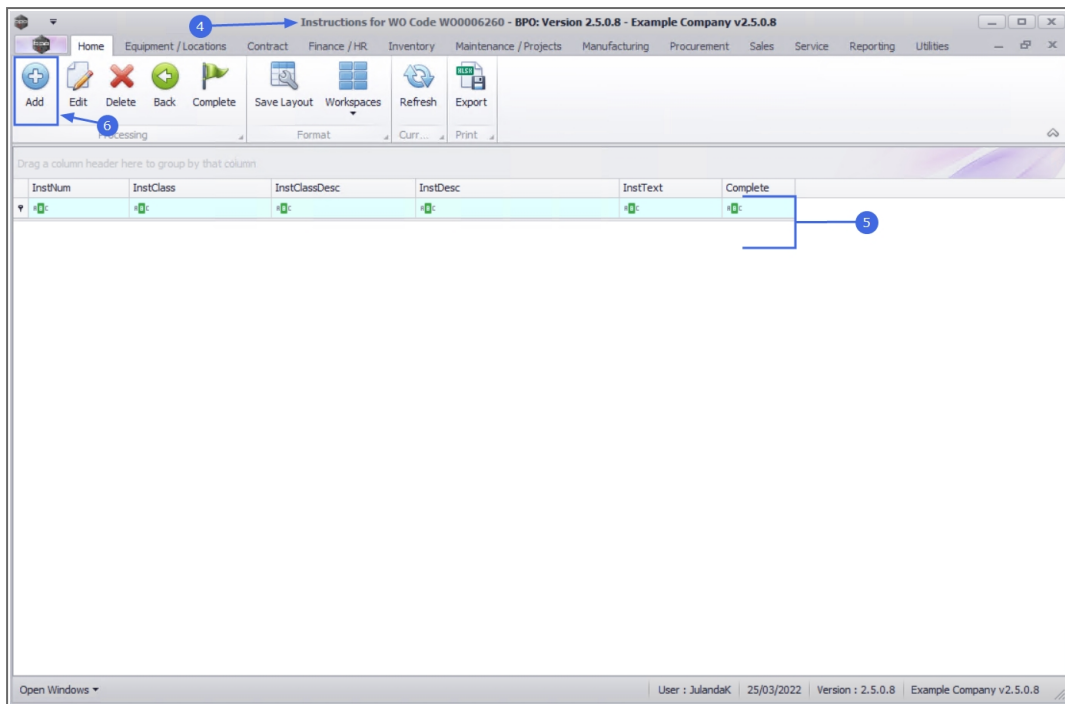 4
Instructions for WO Code WO0006260 - BPO: Version 2.5.0.8 - Example Company v2.5.0.8
Home Equipment / Locations Contract Finance / HR Inventory Maintenance / Projects Manufacturing Procurement Sales Service Reporting Utilities
Add Edit Delete Back Complete Save Layout Workspaces Refresh Export
6
Format Curr... Print
Drag a column header here to group by that column
InstNum InstClass InstClassDesc InstDesc InstText Complete
5
Open Windows User : JulandaK 25/03/2022 Version : 2.5.0.8 Example Company v2.5.0.8